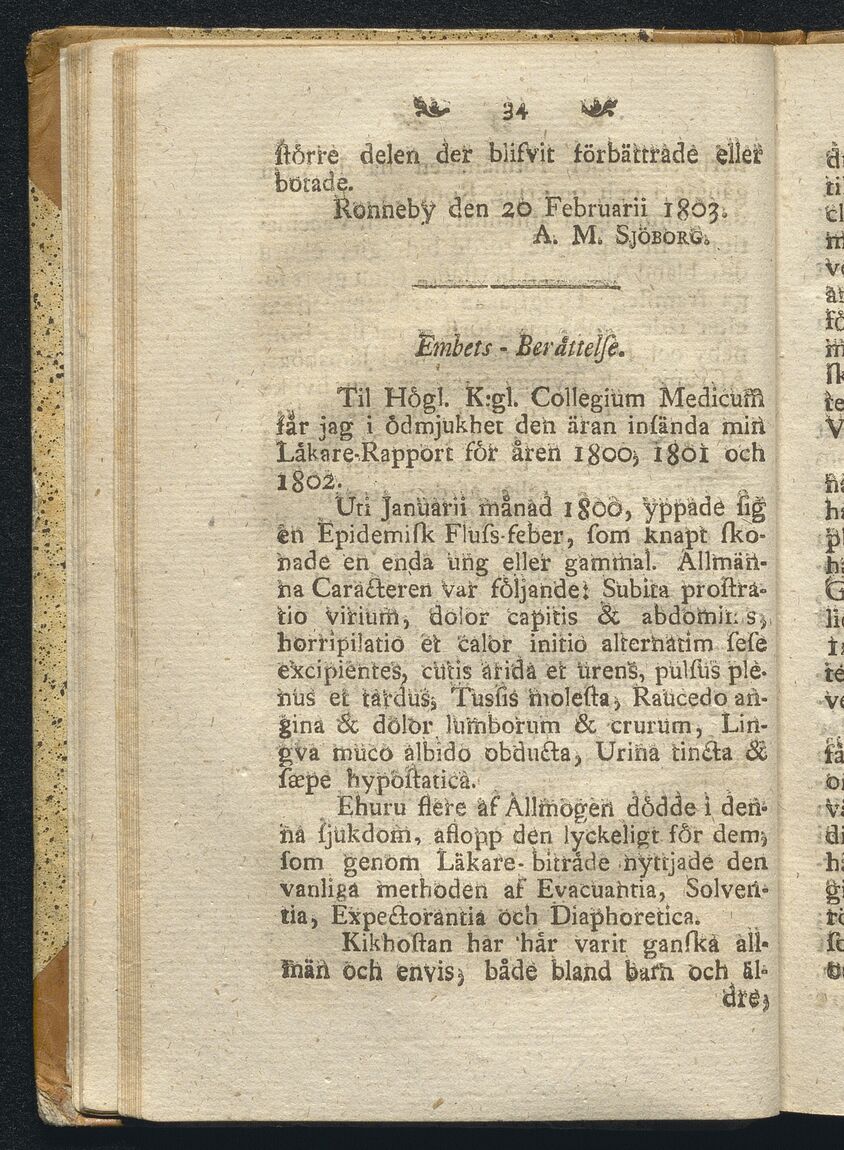 34
ſtörre delen der blifvit förbättrade eller
botade.
Ronneby den 20 Februarii 1803.
A. M. SJÖBORG.
Embets - Berättelſe.
Til Högl. K:gl. Collegium Medicum
får jag i ödmjukhet den äran inſända min
Läkare-Rapport för åren 1800, 1801 och
1802.
Uti Januarii månad 1800, yppade ſig
en Epidemiſk Fluſs-feber, ſom knapt ſko-
nade en enda ung eller gammal. Allmän-
na Caracteren var följande: Subita proſtra-
tio virium, dolor capitis & abdominis,
horripilatio et calor initio alternatim ſeſe
excipientes, cutis arida et urens, pulſus ple-
nus et tardus, Tusſis moleſta, Raucedo an-
gina & dolor lumborum & crurum, Lin-
gva muco albido obducta, Urina tincta &
ſæpe hypoſtatica.
Ehuru flere af Allmogen dödde i den-
na ſjukdom, aflopp den lyckeligt för dem,
ſom genom Läkare-biträde nyttjade den
vanliga methoden af Evacuantia, Solven-
tia, Expectorantia och Diaphoretica.
Kikhoſtan har här varit ganſka all-
män och envis, både bland barn och äl-
dre,